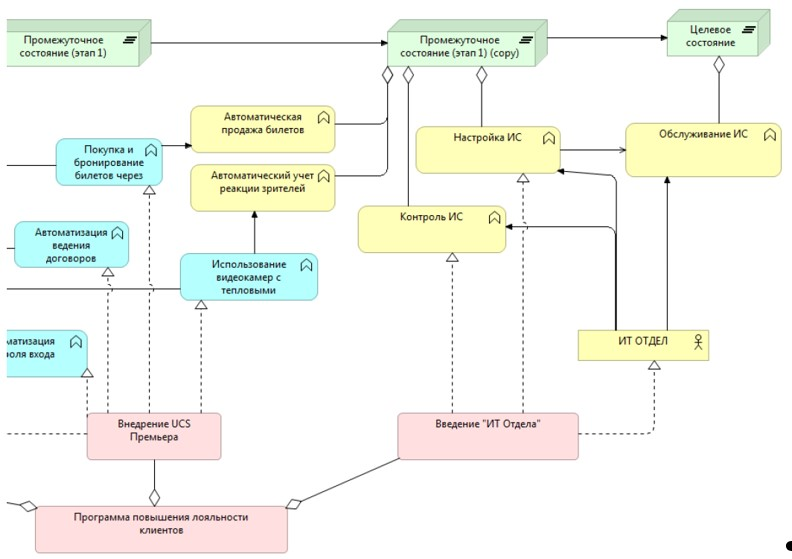 Промежуточное
состояние (этап 1)
Промежуточное
состояние (этап 1) (copy)
Целевое
состояние
Автоматическая
продажа билетов
Покупка и
бронирование
билетов через
Автоматический учет
реакции зрителей
Настройка ИС
Обслуживание ИС
Контроль ИС
Автоматизация
ведения
договоров
Использование
видеокамер с
тепловыми
матизация
роля входа
ИТ ОТДЕЛ
Внедрение UCS
Премьера
Введение "ИТ Отдела"
Программа повышения лояльности
клиентов